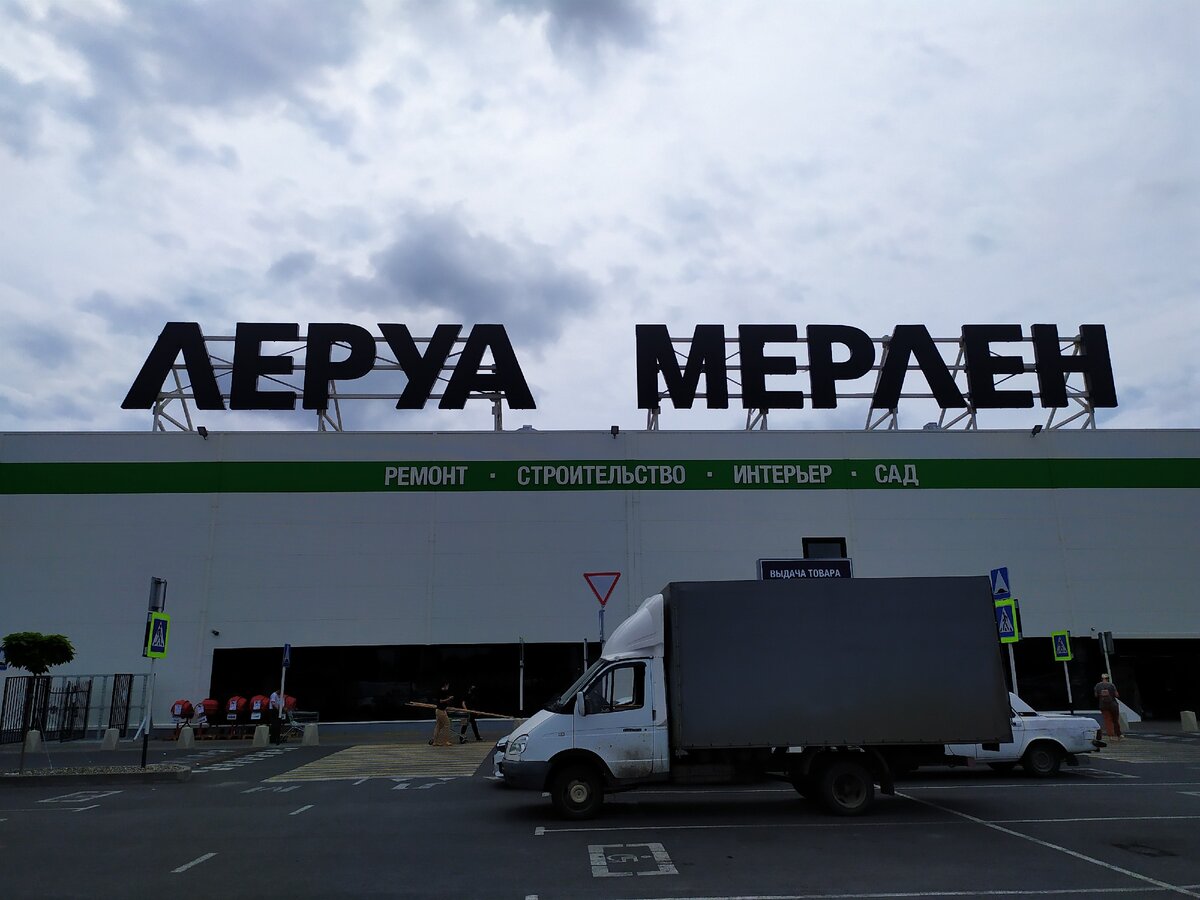 ЛЕРУА МЕРЛЕН
РЕМОНТ · СТРОИТЕЛЬСТВО · ИНТЕРЬЕР · САД
ВЫДАЧА ТОВАРА